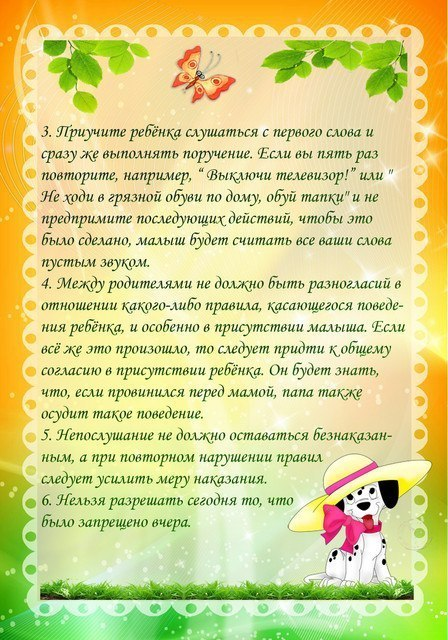 3. Приучите ребёнка слушаться с первого слова и
сразу же выполнять поручение. Если вы пять раз
повторите, например, “ Выключи телевизор!” или "
Не ходи в грязной обуви по дому, обуй тапки" и не
предпримите последующих действий, чтобы это
было сделано, малыш будет считать все ваши слова
пустым звуком.
4. Между родителями не должно быть разногласий в
отношении какого-либо правила, касающегося поведе-
ния ребёнка, и особенно в присутствии малыша. Если
всё же это произошло, то следует придти к общему
согласию в присутствии ребёнка. Он будет знать,
что, если провинился перед мамой, папа также
осудит такое поведение.
5. Непослушание не должно оставаться безнаказан-
ным, а при повторном нарушении правил
следует усилить меру наказания.
6. Нельзя разрешать сегодня то, что
было запрещено вчера.